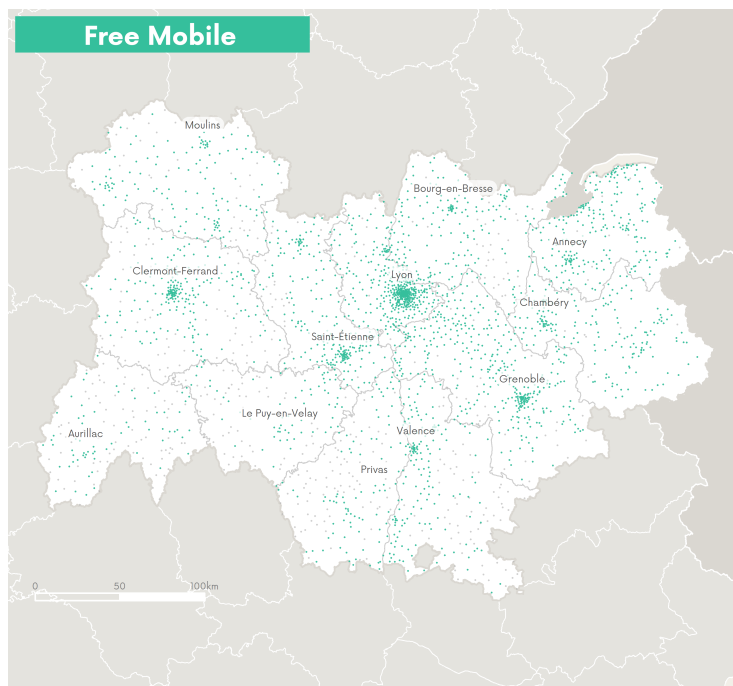 Free Mobile
Moulins
Bourg-en-Bresse
Annecy
Clermont-Ferrand
Lyon
Chambéry
Saint-Étienne
Grenoble
Le Puy-en-Velay
Valence
Aurillac
Privas
0 50 100km